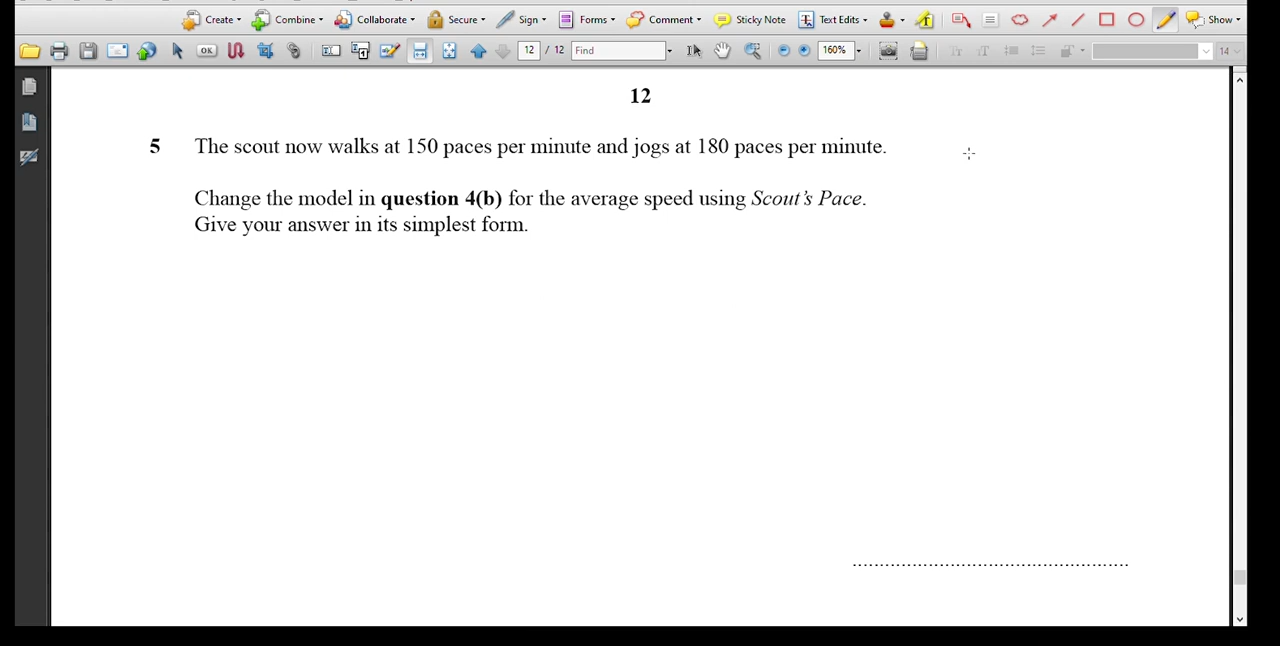 Create Combine Collaborate Secure Sign Forms Comment Sticky Note Text Edits Show
OK 12 / 12 Find 160% 14
12
5 The scout now walks at 150 paces per minute and jogs at 180 paces per minute.
Change the model in question 4(b) for the average speed using Scout’s Pace.
Give your answer in its simplest form.